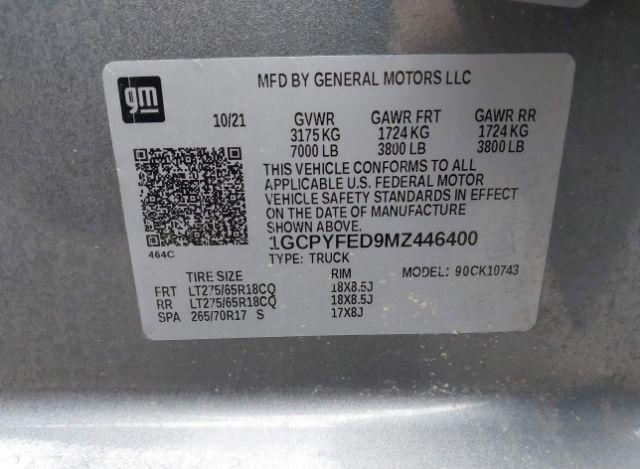 gm
MFD BY GENERAL MOTORS LLC
10/21 GVWR GAWR FRT GAWR RR
3175 KG 1724 KG 1724 KG
7000 LB 3800 LB 3800 LB
THIS VEHICLE CONFORMS TO ALL
APPLICABLE U.S. FEDERAL MOTOR
VEHICLE SAFETY STANDARDS IN EFFECT
ON THE DATE OF MANUFACTURE
SHOWN ABOVE.
1GCPYFED9MZ446400
464C
TYPE: TRUCK MODEL: 90CK10743
TIRE SIZE RIM
FRT LT275/65R18CQ 18X8.5J
RR LT275/65R18CQ 18X8.5J
SPA 265/70R17 S 17X8J